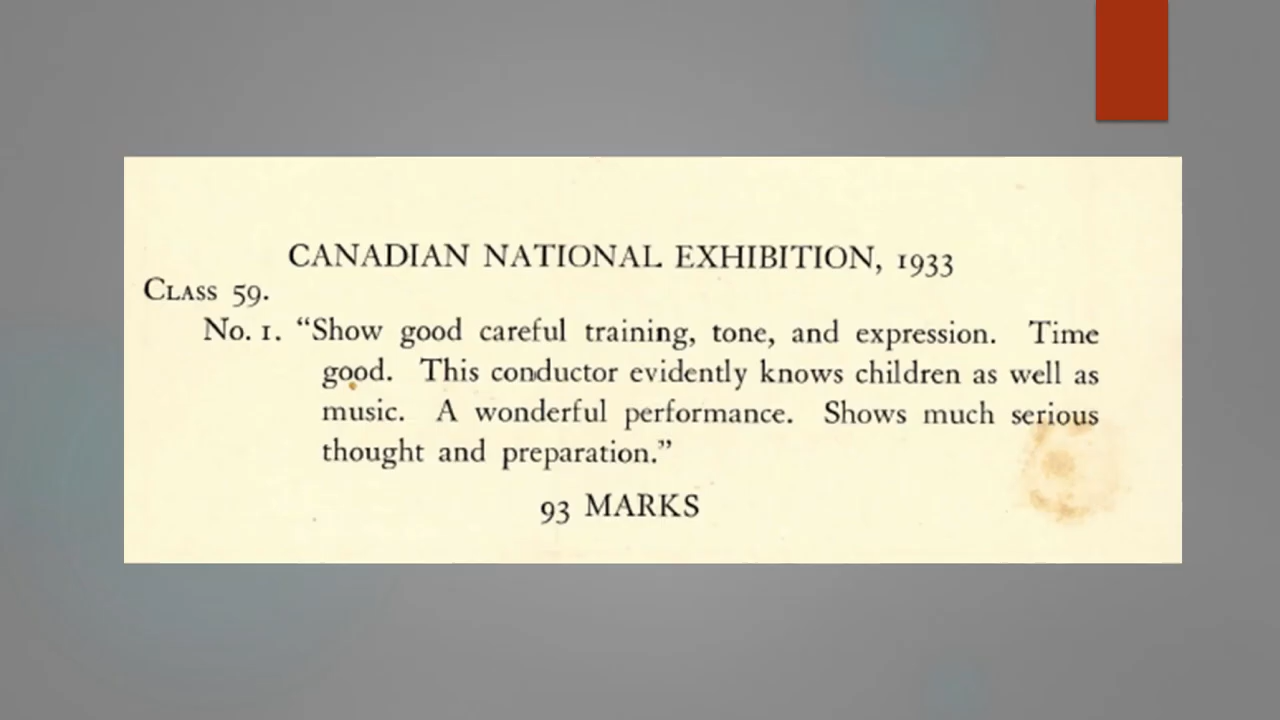 CANADIAN NATIONAL EXHIBITION, 1933
CLASS 59.
No. 1. “Show good careful training, tone, and expression. Time
good. This conductor evidently knows children as well as
music. A wonderful performance. Shows much serious
thought and preparation.”
93 MARKS